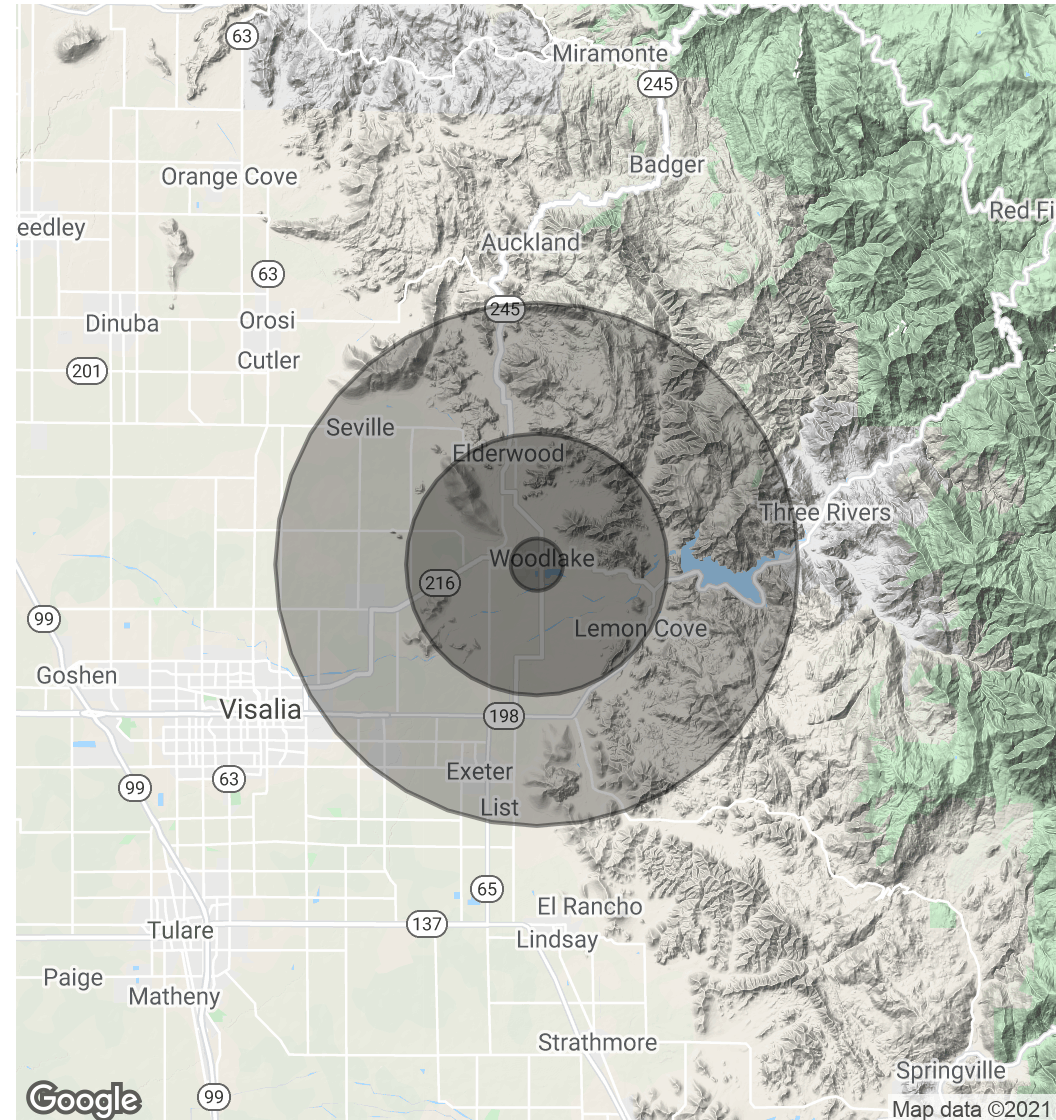 63
Miramonte
245
Badger
Orange Cove
Red Fi
eedley
Auckland
63
245
Dinuba
Orosi
Cutler
201
Seville
Elderwood
Three Rivers
Woodlake
216
99
Lemon Cove
Goshen
Visalia
198
Exeter
63
99
List
65
El Rancho
137
Tulare
Lindsay
Paige
Matheny
Strathmore
Springville
99
Google
Map data ©2021